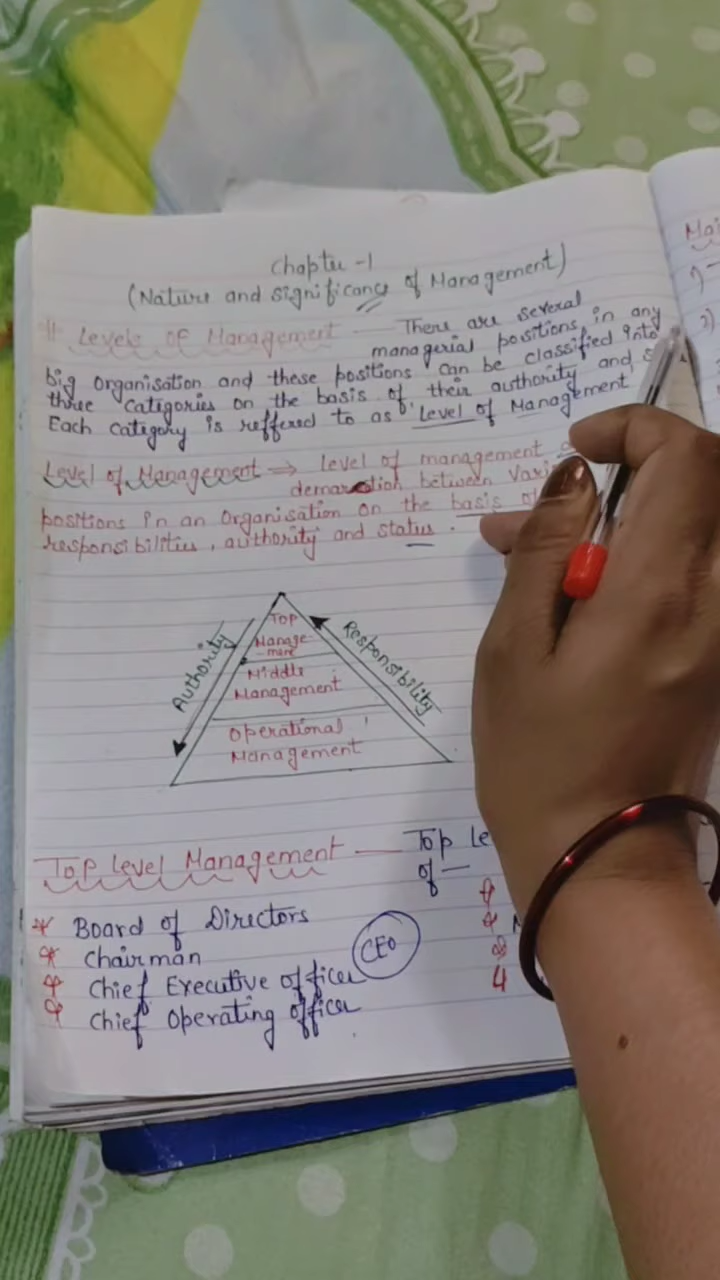 Chapter -1
(Nature and significance of Management)
Levels of Management — There are several
managerial positions in any
big organisation and these positions can be classified into
three categories on the basis of their authority and
Each category is reffered to as 'Level of Management'
Level of Management ⇒ level of management
demarction between
positions in an organisation on the basis of
responsibilities, authority and status.
Authority
Responsibility
Top
Manage
-ment
Middle
Management
Operational
Management
Top Level Management — Top
of —
* Board of Directors
* Chairman
* Chief Executive officer
CEO
* Chief Operating officer
Mai
1)
2)